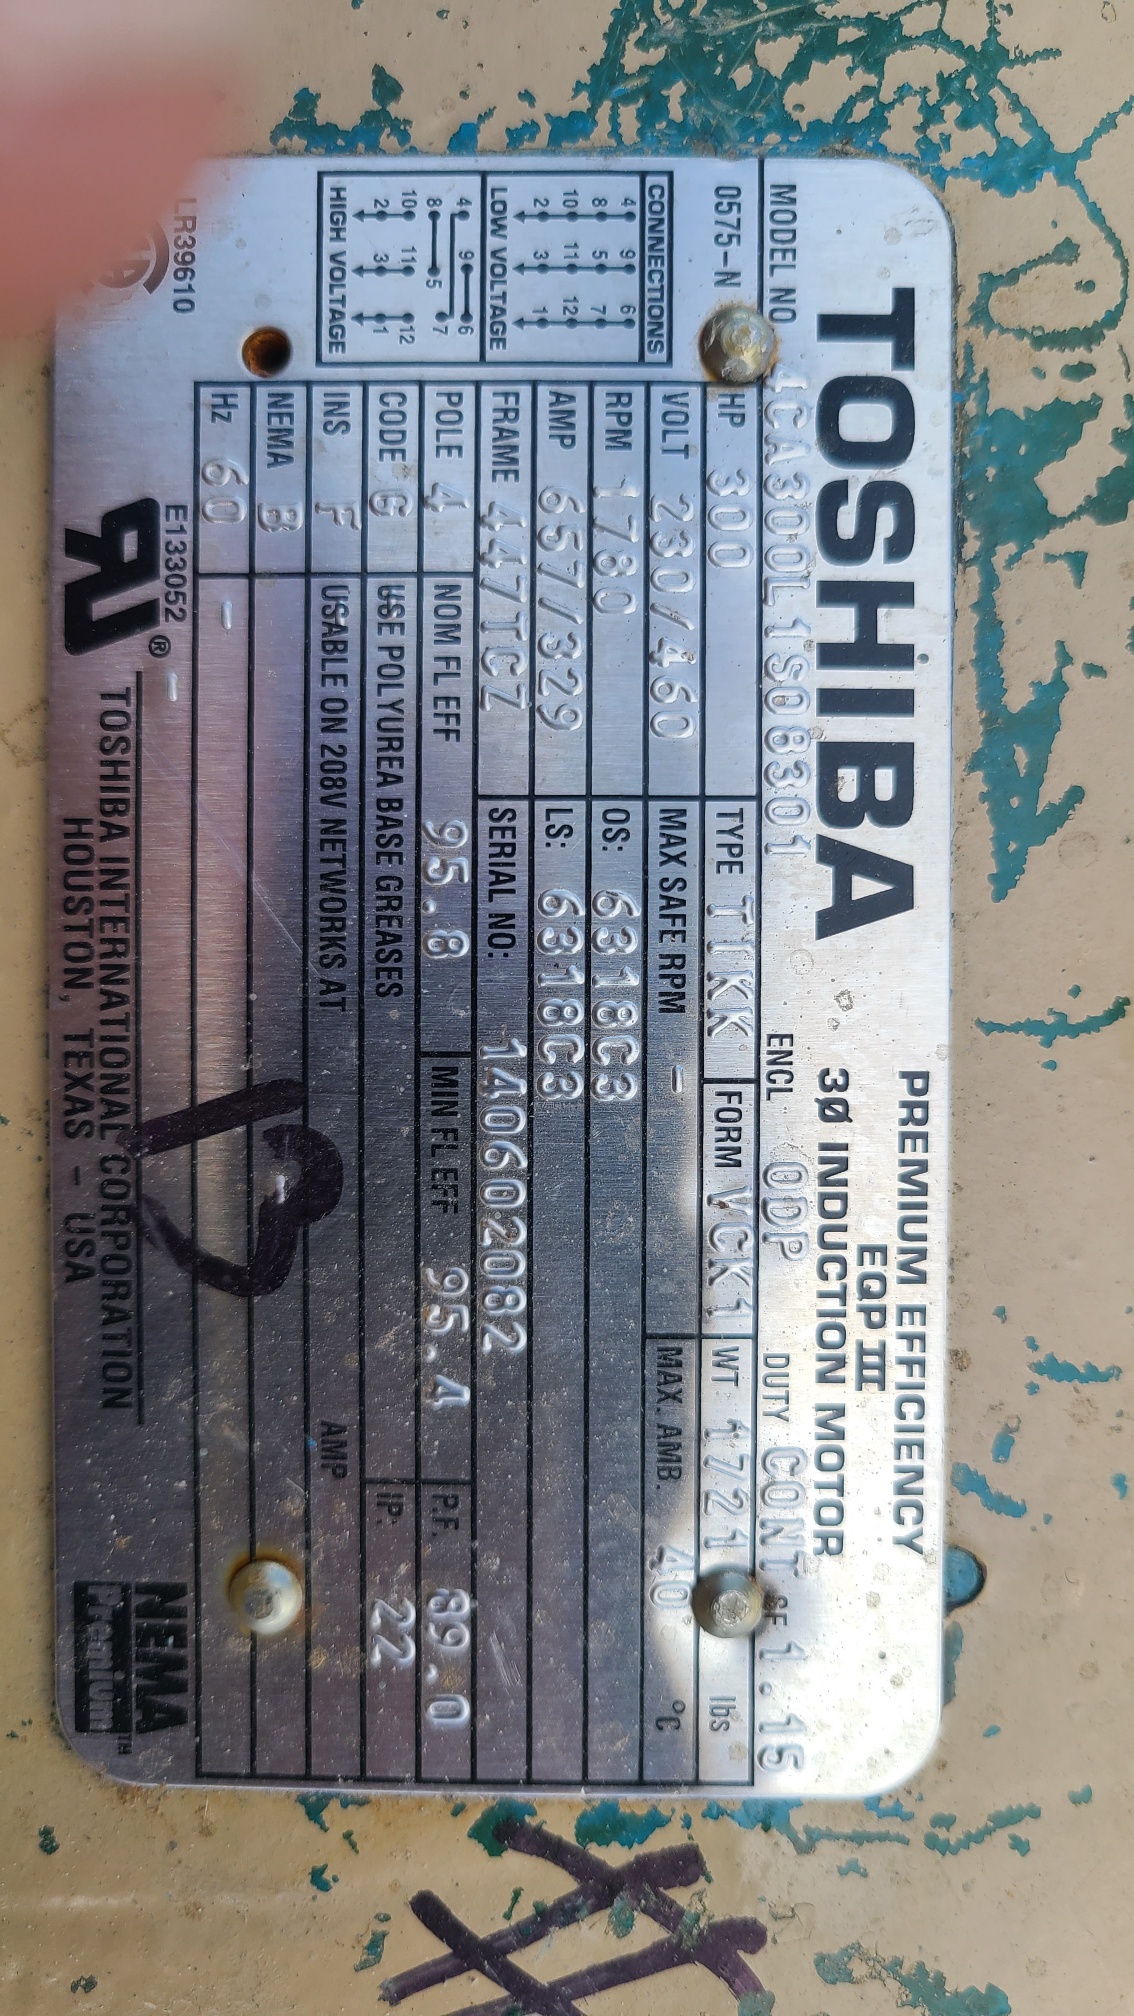 TOSHIBA
PREMIUM EFFICIENCY
EQP III
3Ø INDUCTION MOTOR
MODEL NO 4CA300L1S08301 ENCL ODP DUTY CONT SF 1.15
0575-N HP 300 TYPE TIKK FORM VCK1 WT 1721 lbs
VOLT 230/460 MAX SAFE RPM - MAX. AMB. 40 °C
RPM 1780 OS: 6318C3
AMP 657/329 LS: 6318C3
FRAME 447TCZ SERIAL NO: 140602082
POLE 4 NOM FL EFF 95.8 MIN FL EFF 95.4 P.F. 89.0
CODE G USE POLYUREA BASE GREASES IP: 22
INS F USABLE ON 208V NETWORKS AT AMP
NEMA B
Hz 60 -
CONNECTIONS
4 9 6
8 5 7
10 11 12
2 3 1
LOW VOLTAGE
4 9 6
8 5 7
10 11 12
2 3 1
HIGH VOLTAGE
LR39610
E133052 -
®
TOSHIBA INTERNATIONAL CORPORATION
HOUSTON, TEXAS - USA
NEMA
Premium™